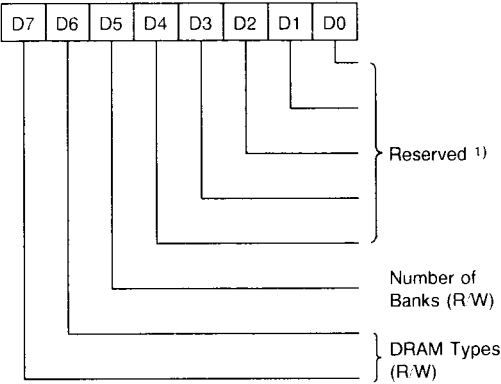 D7 D6 D5 D4 D3 D2 D1 D0
Reserved 1)
Number of
Banks (R/W)
DRAM Types
(R/W)